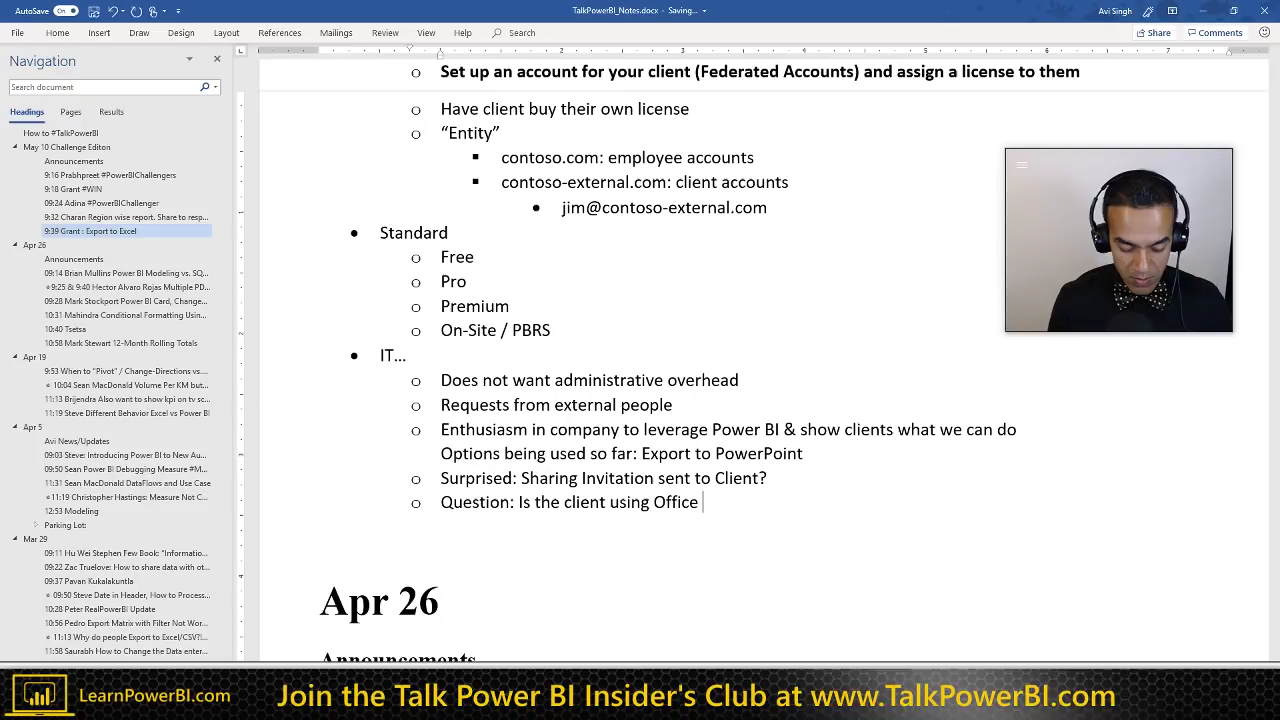 AutoSave On
TalkPowerBI_Notes.docx - Saving...
Avi Singh
File Home Insert Draw Design Layout References Mailings Review View Help Search
Share Comments
Navigation
Search document
Headings Pages Results
How to #TalkPowerBI
May 10 Challenge Editon
Announcements
9:16 Prabhpreet #PowerBIChallengers
9:18 Grant #WIN
09:24 Adina #PowerBIChallenger
9:32 Charan Region wise report. Share to resp...
9:39 Grant : Export to Excel
Apr 26
Announcements
09:14 Brian Mullins Power BI Modeling vs. SQ...
9:25 & 9:40 Hector Alvaro Rojas Multiple PD...
09:28 Mark Stockport Power BI Card, Change...
10:31 Mahindra Conditional Formatting Usin...
10:40 Tsetsa
10:58 Mark Stewart 12-Month Rolling Totals
Apr 19
9:53 When to "Pivot" / Change-Directions vs...
10:04 Sean MacDonald Volume Per KM but...
11:13 Brijendra Also want to show kpi on tv sc...
11:19 Steve Different Behavior Excel vs Power BI
Apr 5
Avi News/Updates
09:03 Steve: Introducing Power BI to New Au...
09:50 Sean Power BI Debugging Measure #M...
11:31 Sean MacDonald DataFlows and Use Case
11:19 Christopher Hastings: Measure Not C...
12:53 Modeling
Parking Lot:
Mar 29
09:11 Hu Wei Stephen Few Book: "Informatio...
09:22 Zac Truelove: How to share data with ot...
09:37 Pavan Kukalakuntla
09:50 Steve Date in Header, How to Process...
10:28 Peter RealPowerBI Update
10:56 Pedro Export Matrix with Filter Not Wor...
11:13 Why do people Export to Excel/CSV?!...
11:58 Saurabh How to Change the Data enter...
2 3 4 5 6 7
Set up an account for your client (Federated Accounts) and assign a license to them
Have client buy their own license
“Entity”
contoso.com: employee accounts
contoso-external.com: client accounts
jim@contoso-external.com
Standard
Free
Pro
Premium
On-Site / PBRS
IT…
Does not want administrative overhead
Requests from external people
Enthusiasm in company to leverage Power BI & show clients what we can do
Options being used so far: Export to PowerPoint
Surprised: Sharing Invitation sent to Client?
Question: Is the client using Office
Apr 26
Announcements
LearnPowerBI.com
Join the Talk Power BI Insider's Club at www.TalkPowerBI.com